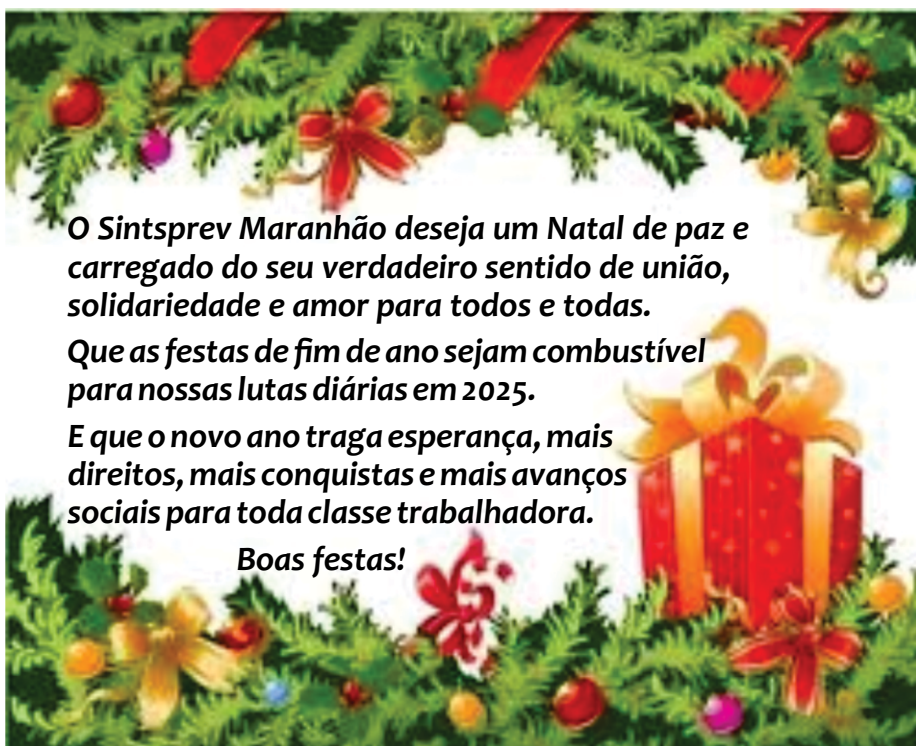 O Sintsprev Maranhão deseja um Natal de paz e
carregado do seu verdadeiro sentido de união,
solidariedade e amor para todos e todas.
Que as festas de fim de ano sejam combustível
para nossas lutas diárias em 2025.
E que o novo ano traga esperança, mais
direitos, mais conquistas e mais avanços
sociais para toda classe trabalhadora.
Boas festas!